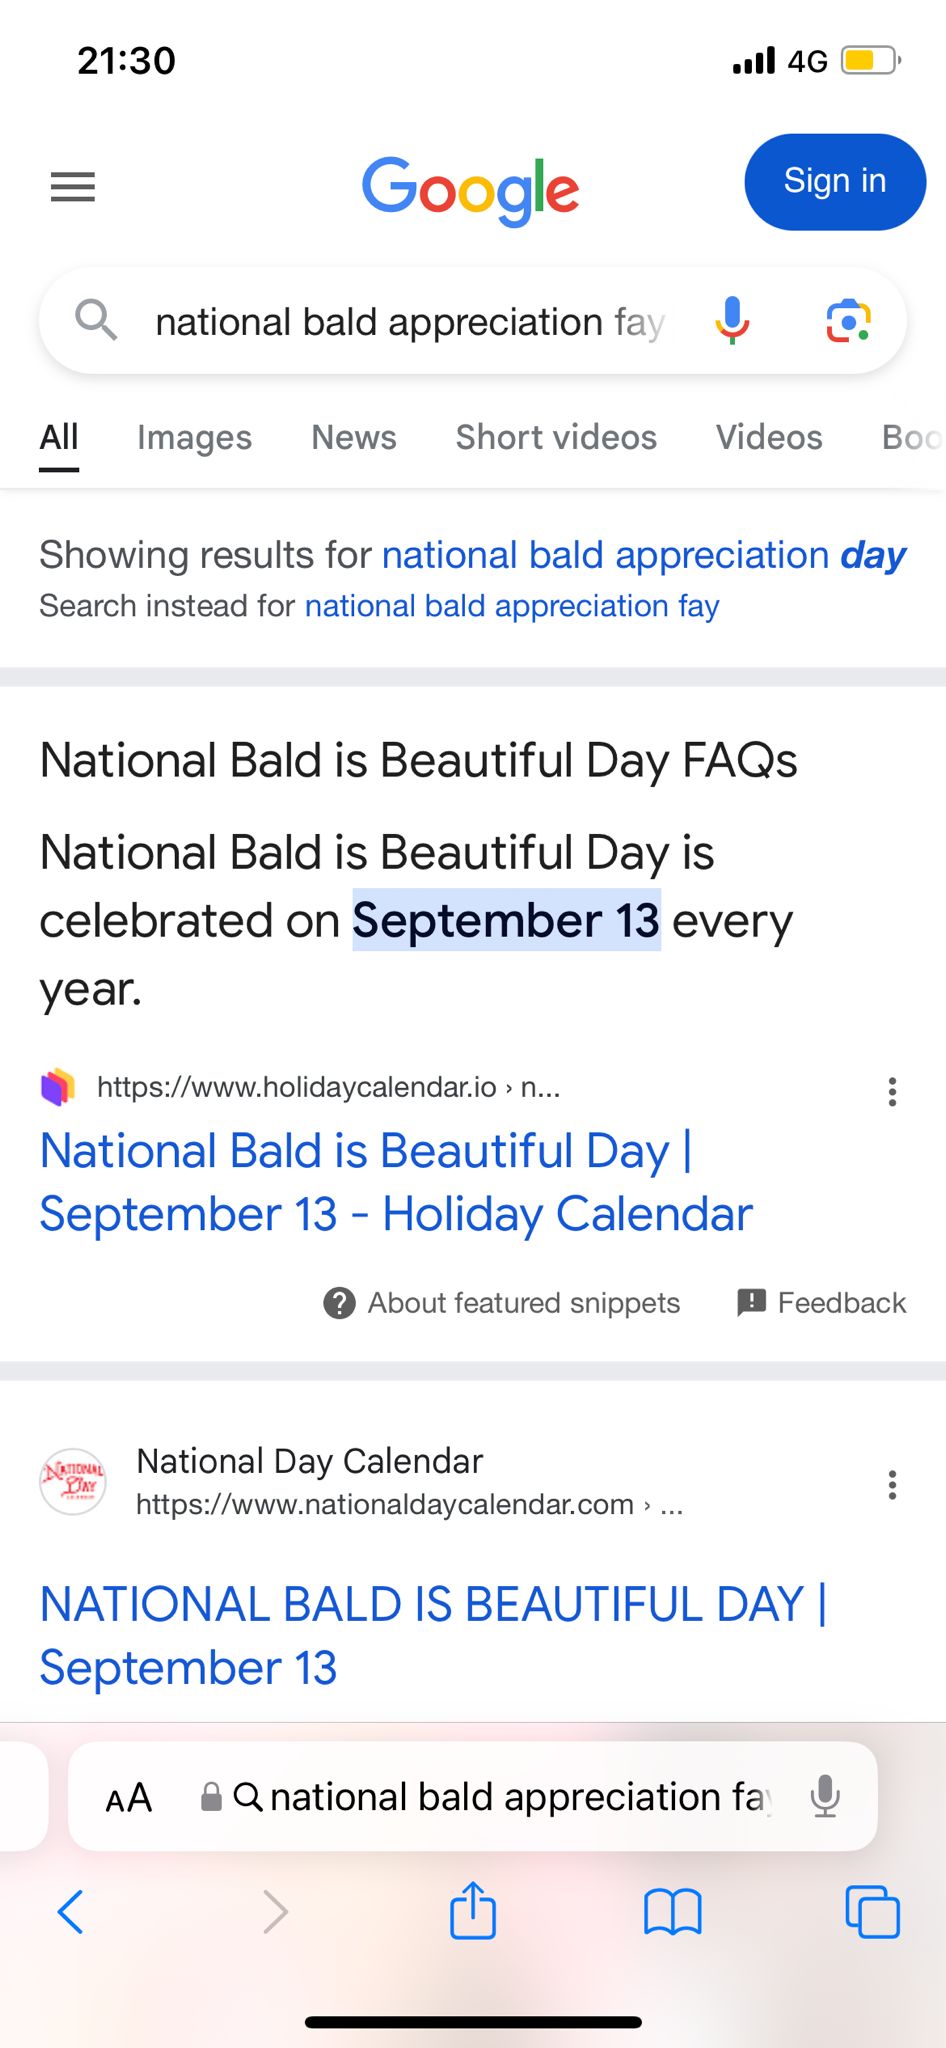 21:30
4G
Google
Sign in
national bald appreciation fay
All Images News Short videos Videos Boo
Showing results for national bald appreciation day
Search instead for national bald appreciation fay
National Bald is Beautiful Day FAQs
National Bald is Beautiful Day is
celebrated on September 13 every
year.
https://www.holidaycalendar.io › n...
National Bald is Beautiful Day |
September 13 - Holiday Calendar
About featured snippets Feedback
NATIONAL
DAY
National Day Calendar
https://www.nationaldaycalendar.com › ...
NATIONAL BALD IS BEAUTIFUL DAY |
September 13
AA national bald appreciation fay